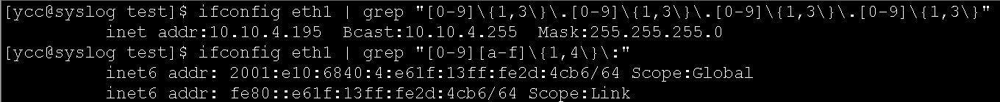 [ycc@syslog test]$ ifconfig eth1 | grep "[0-9]\{1,3\}\.[0-9]\{1,3\}\.[0-9]\{1,3\}\.[0-9]\{1,3\}"
inet addr:10.10.4.195  Bcast:10.10.4.255  Mask:255.255.255.0
[ycc@syslog test]$ ifconfig eth1 | grep "[0-9][a-f]\{1,4\}\:"
inet6 addr: 2001:e10:6840:4:e61f:13ff:fe2d:4cb6/64 Scope:Global
inet6 addr: fe80::e61f:13ff:fe2d:4cb6/64 Scope:Link